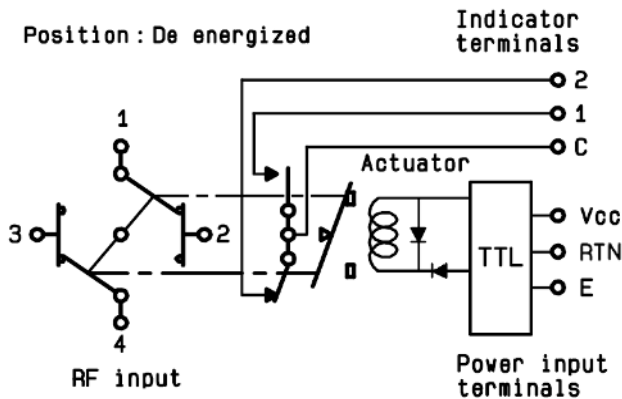 Position : De energized
Indicator
terminals
2
1
C
1
Actuator
3
2
TTL
Vcc
RTN
E
4
RF input
Power input
terminals